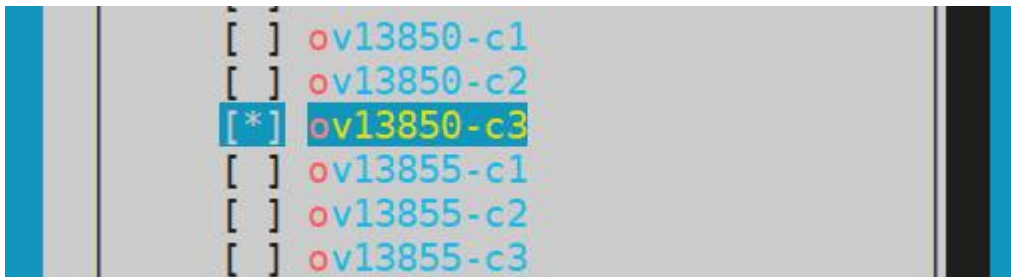 [ ] ov13850-c1
[ ] ov13850-c2
[*] ov13850-c3
[ ] ov13855-c1
[ ] ov13855-c2
[ ] ov13855-c3